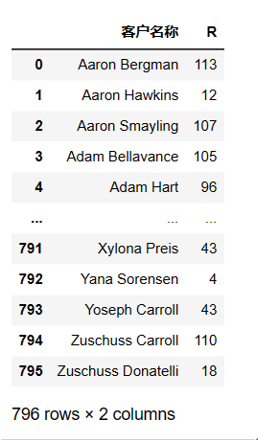 客户名称 R
0 Aaron Bergman 113
1 Aaron Hawkins 12
2 Aaron Smayling 107
3 Adam Bellavance 105
4 Adam Hart 96
... ... ...
791 Xylona Preis 43
792 Yana Sorensen 4
793 Yoseph Carroll 43
794 Zuschuss Carroll 110
795 Zuschuss Donatelli 18
796 rows × 2 columns